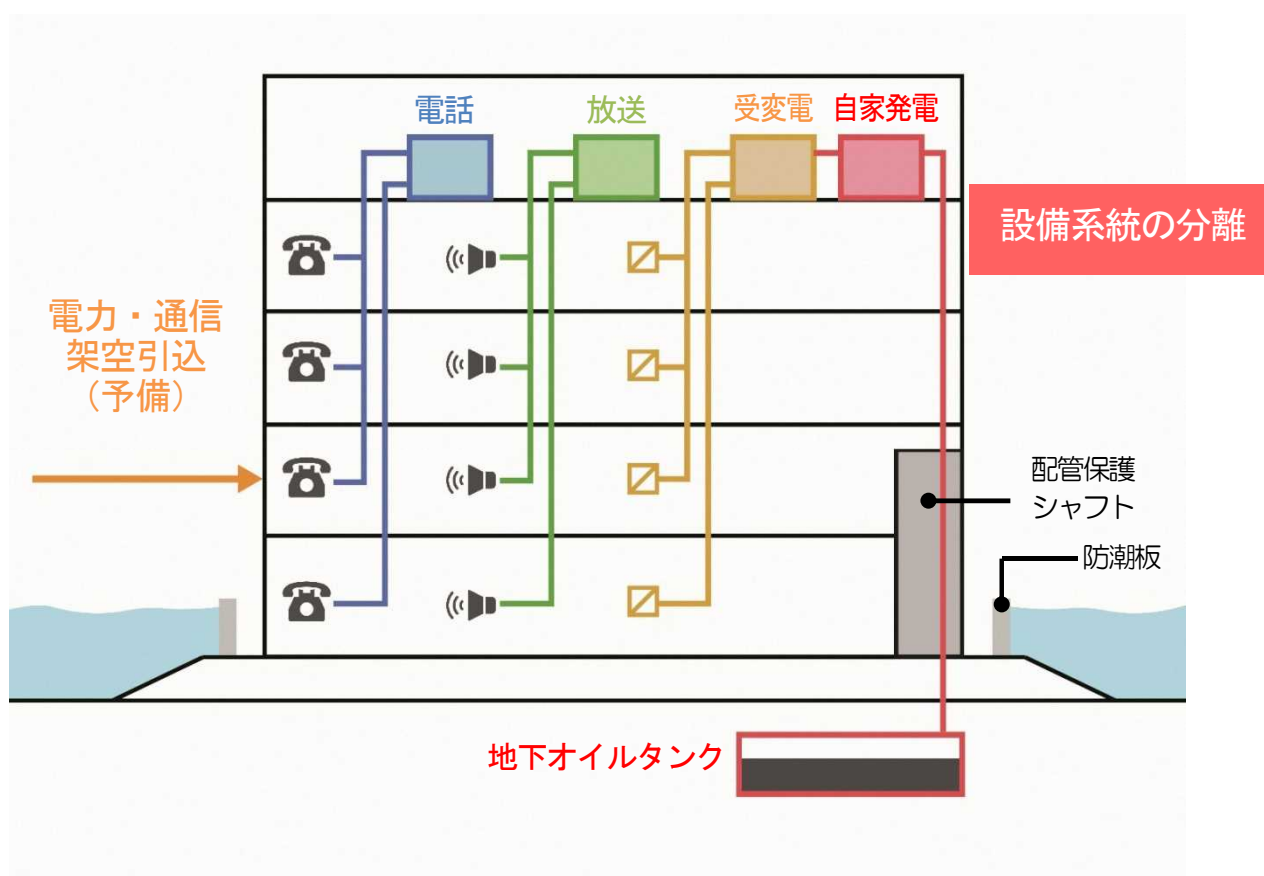 電話
放送
受変電
自家発電
設備系統の分離
電力・通信
架空引込
（予備）
配管保護
シャフト
防潮板
地下オイルタンク